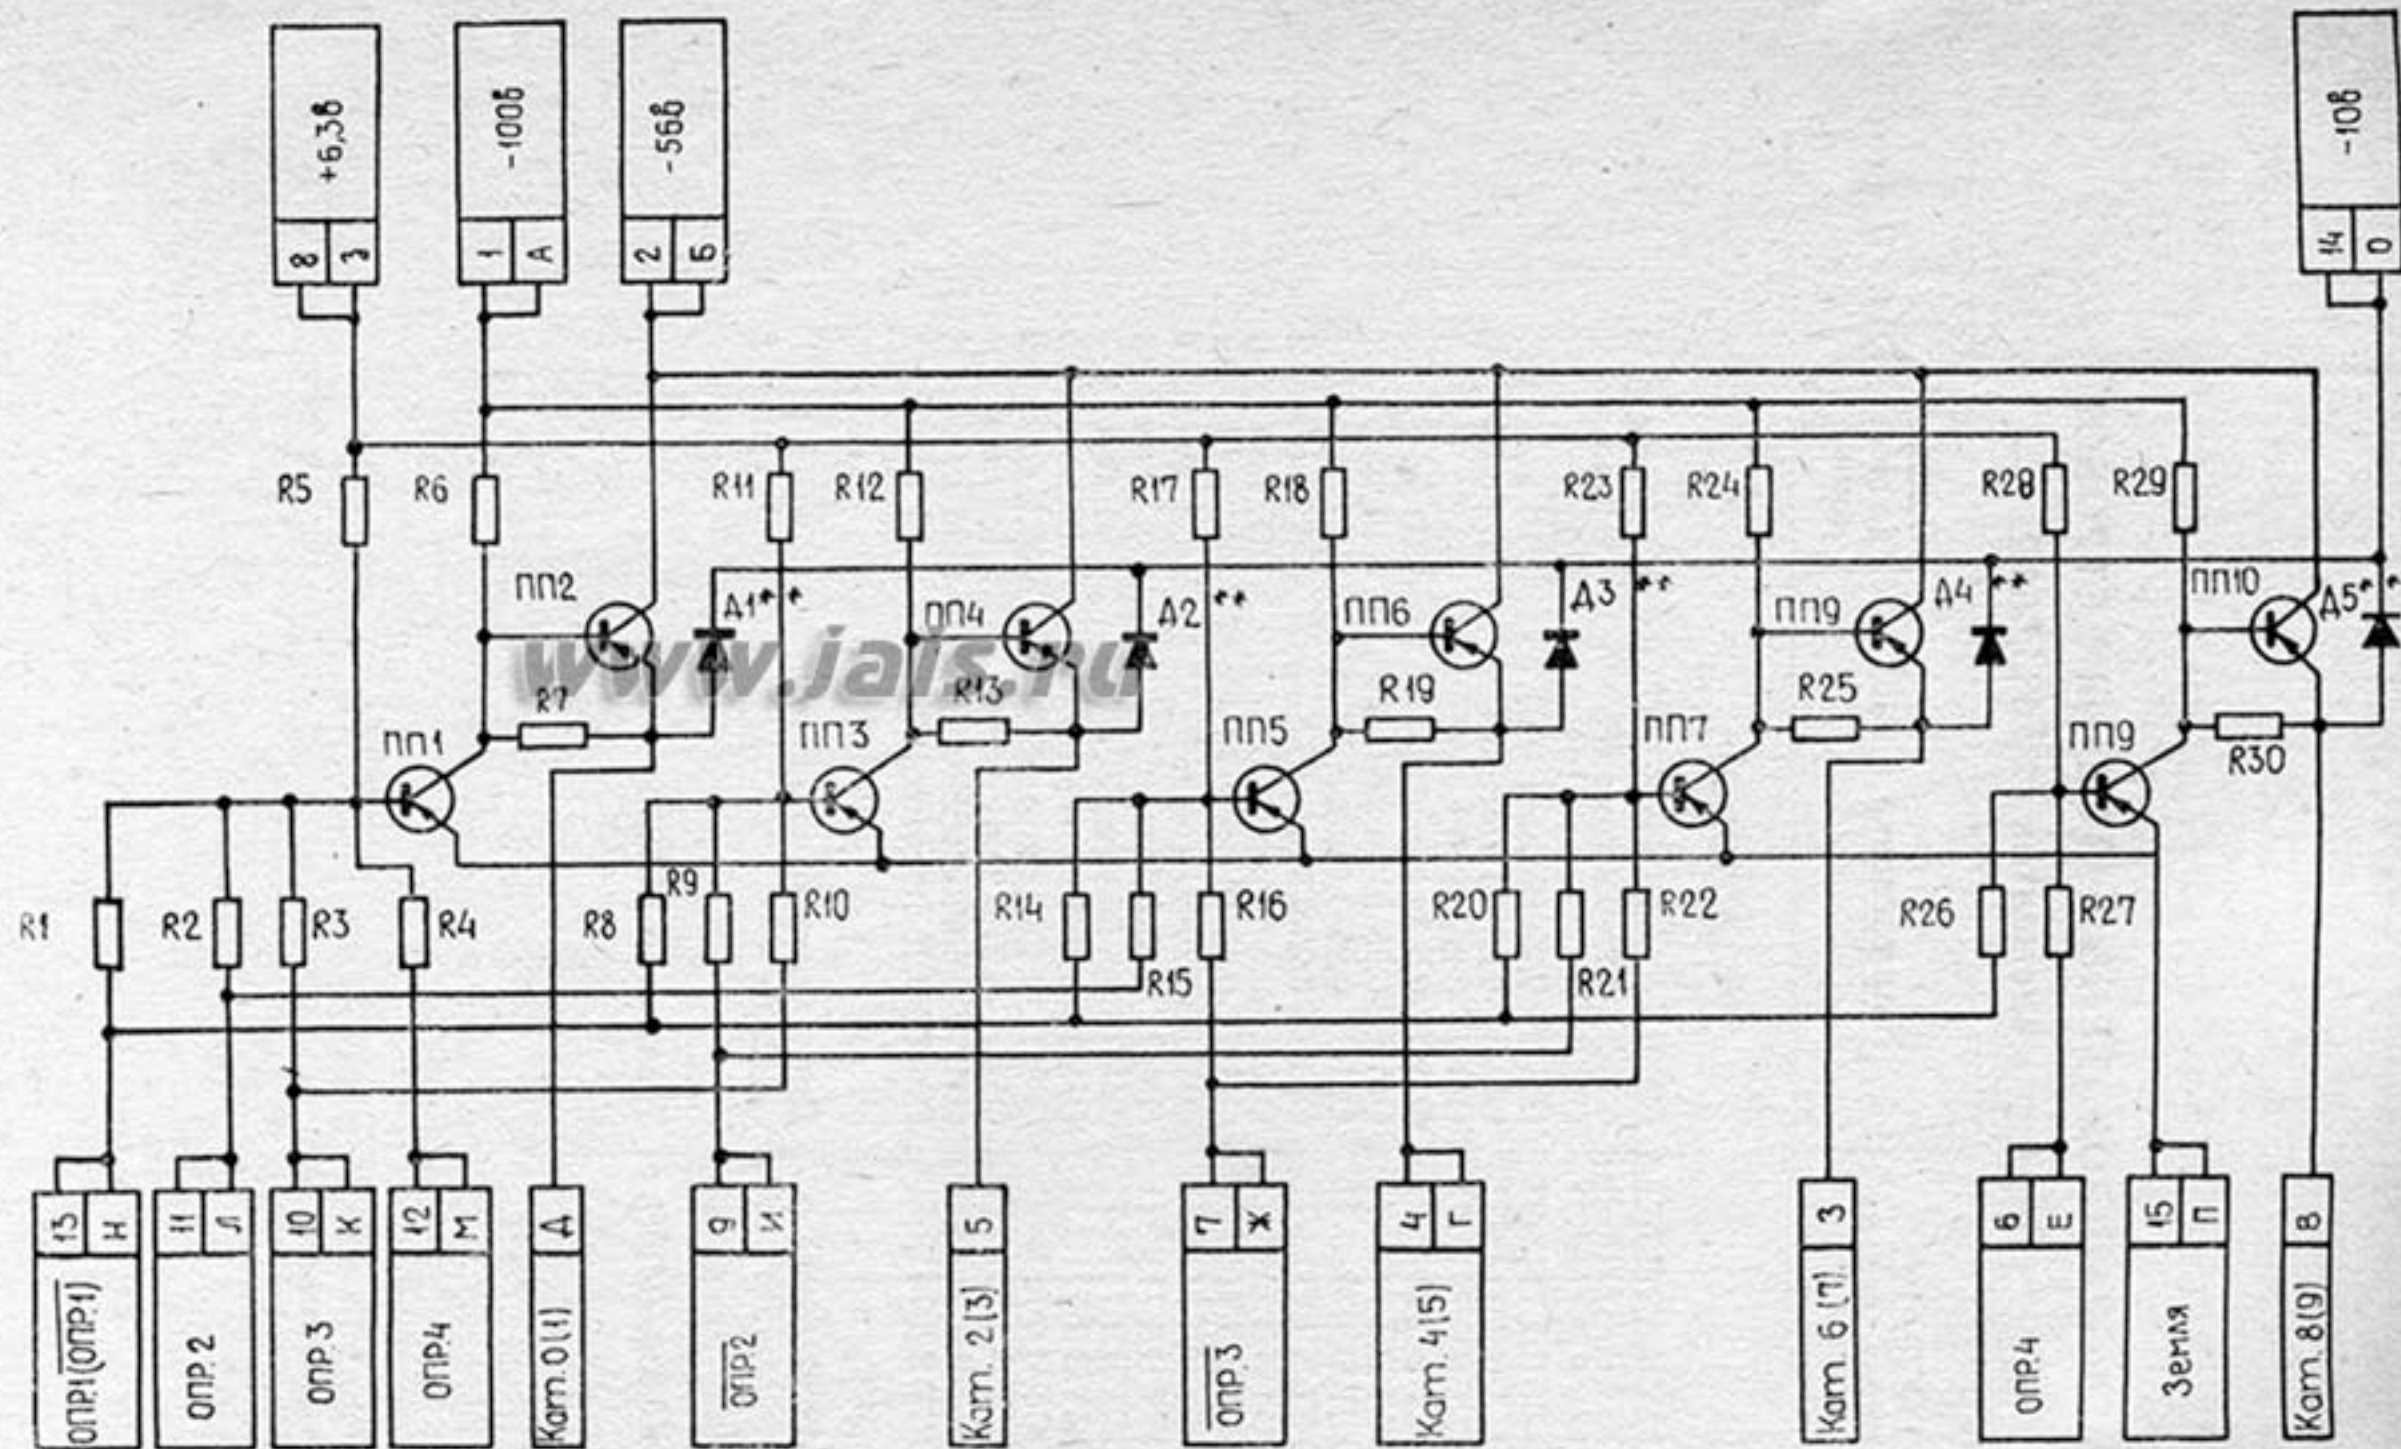 +6,3в
-100в
-56в
-10в
8
З
1
А
2
Б
14
О
R5
R6
R11
R12
R17
R18
R23
R24
R28
R29
ПП2
Д1**
ПП4
Д2**
ПП6
Д3**
ПП9
Д4**
ПП10
Д5**
www.jais.ru
R7
R13
R19
R25
R30
ПП1
ПП3
ПП5
ПП7
ПП9
R1
R2
R3
R4
R8
R9
R10
R14
R15
R16
R20
R21
R22
R26
R27
13
Н
11
Л
10
К
12
М
Д
9
И
5
7
Ж
4
Г
3
6
Е
15
П
В
ОПР.1(ОПР.1)
ОПР.2
ОПР.3
ОПР.4
Кат.0(1)
ОПР.2
Кат. 2(3)
ОПР.3
Кат. 4(5)
Кат. 6(7)
ОПР.4
Земля
Кат. 8(9)